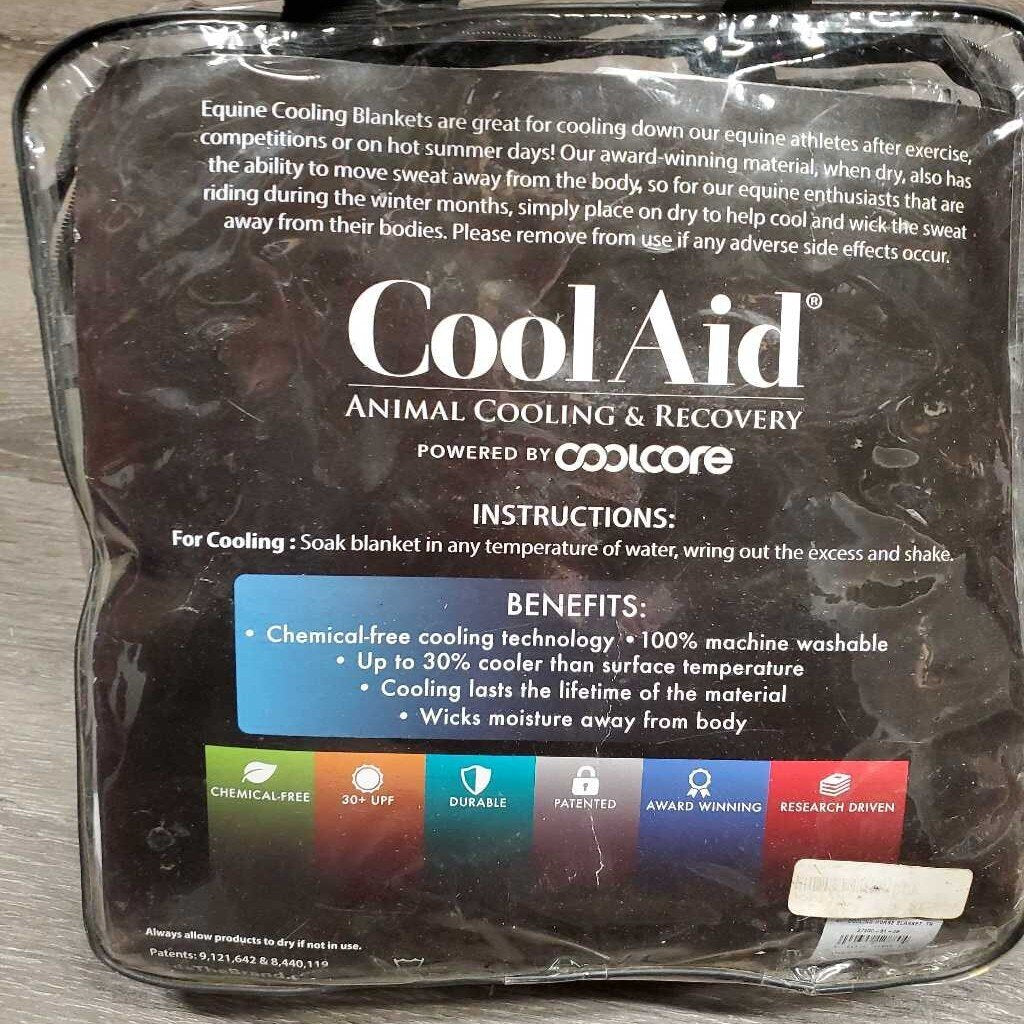 Equine Cooling Blankets are great for cooling down our equine athletes after exercise,
competitions or on hot summer days! Our award-winning material, when dry, also has
the ability to move sweat away from the body, so for our equine enthusiasts that are
riding during the winter months, simply place on dry to help cool and wick the sweat
away from their bodies. Please remove from use if any adverse side effects occur.
Cool Aid®
ANIMAL COOLING & RECOVERY
POWERED BY COOLCORE
INSTRUCTIONS:
For Cooling : Soak blanket in any temperature of water, wring out the excess and shake.
BENEFITS:
• Chemical-free cooling technology • 100% machine washable
• Up to 30% cooler than surface temperature
• Cooling lasts the lifetime of the material
• Wicks moisture away from body
CHEMICAL-FREE 30+ UPF DURABLE PATENTED AWARD WINNING RESEARCH DRIVEN
Always allow products to dry if not in use.
Patents: 9,121,642 & 8,440,119
HORSE BLANKET